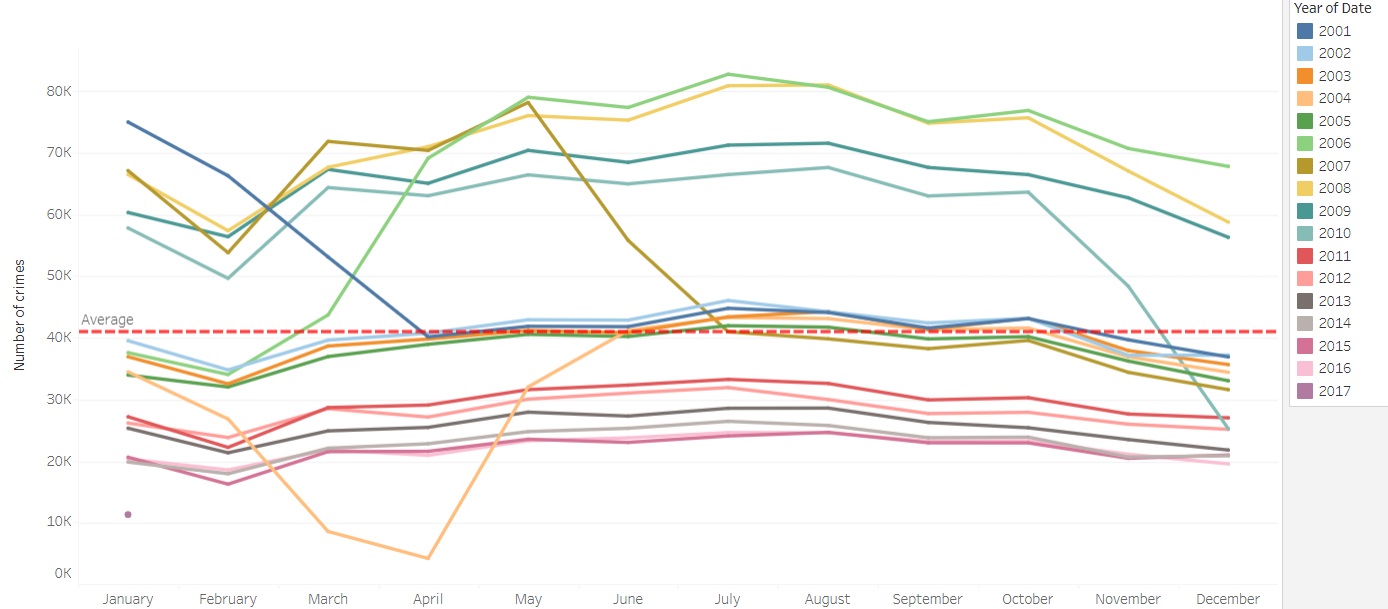 Year of Date
2001
2002
2003
2004
2005
2006
2007
2008
2009
2010
2011
2012
2013
2014
2015
2016
2017
Number of crimes
80K
70K
60K
50K
40K
30K
20K
10K
0K
Average
January February March April May June July August September October November December